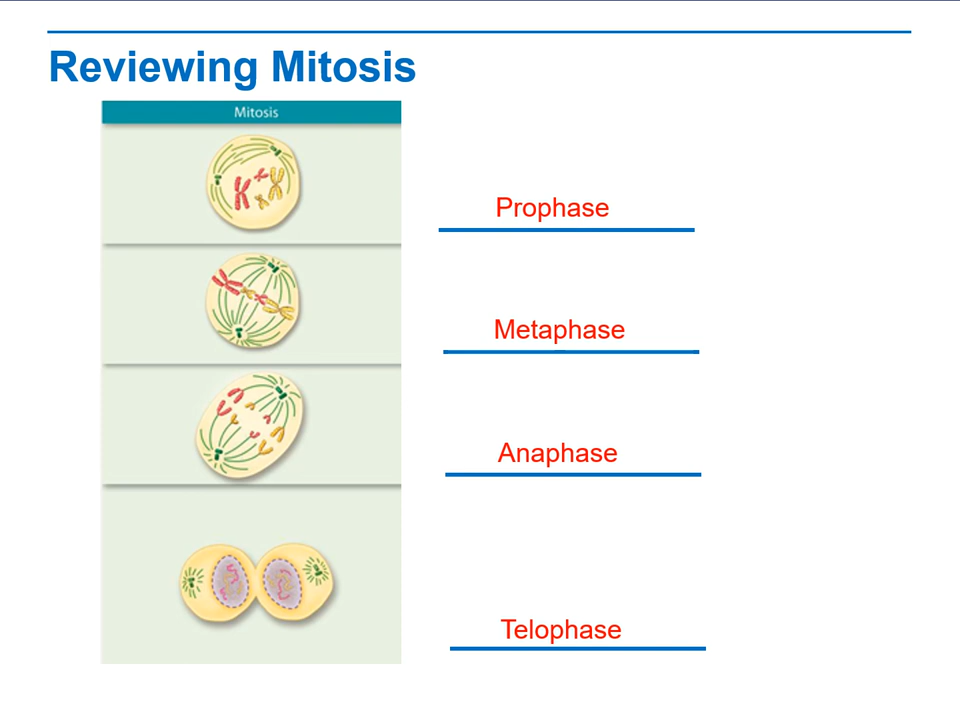 Reviewing Mitosis
Mitosis
Prophase
Metaphase
Anaphase
Telophase